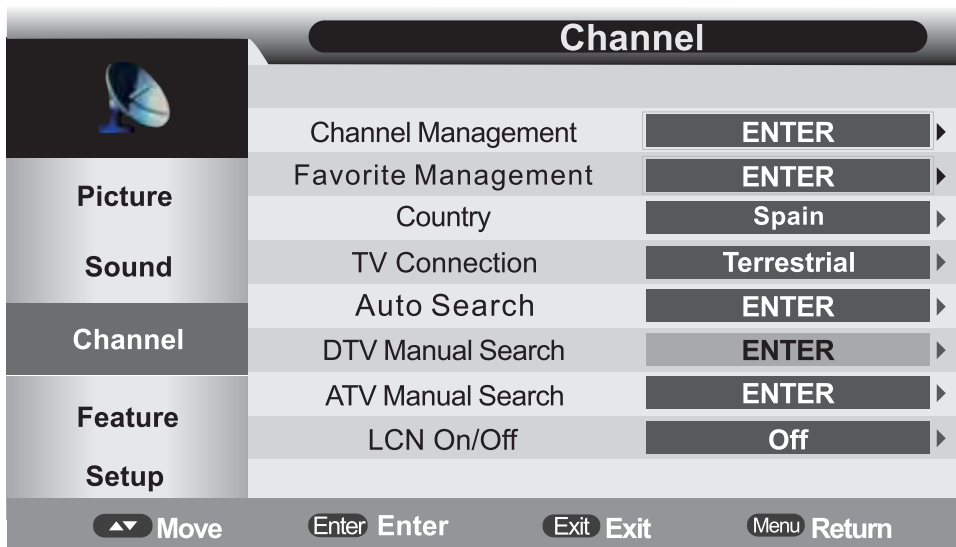 Channel
Channel Management ENTER
Favorite Management ENTER
Picture
Country Spain
Sound
TV Connection Terrestrial
Auto Search ENTER
Channel
DTV Manual Search ENTER
ATV Manual Search ENTER
Feature
LCN On/Off Off
Setup
Move Enter Enter Exit Exit Menu Return